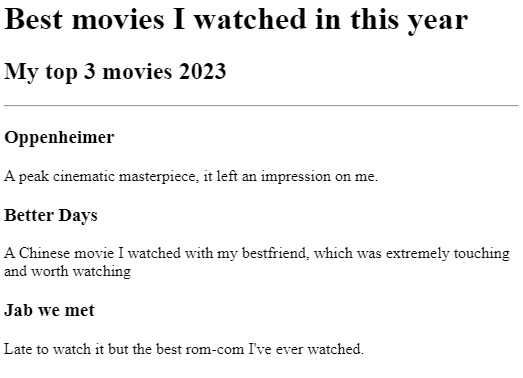 Best movies I watched in this year
My top 3 movies 2023
Oppenheimer
A peak cinematic masterpiece, it left an impression on me.
Better Days
A Chinese movie I watched with my bestfriend, which was extremely touching
and worth watching
Jab we met
Late to watch it but the best rom-com I've ever watched.